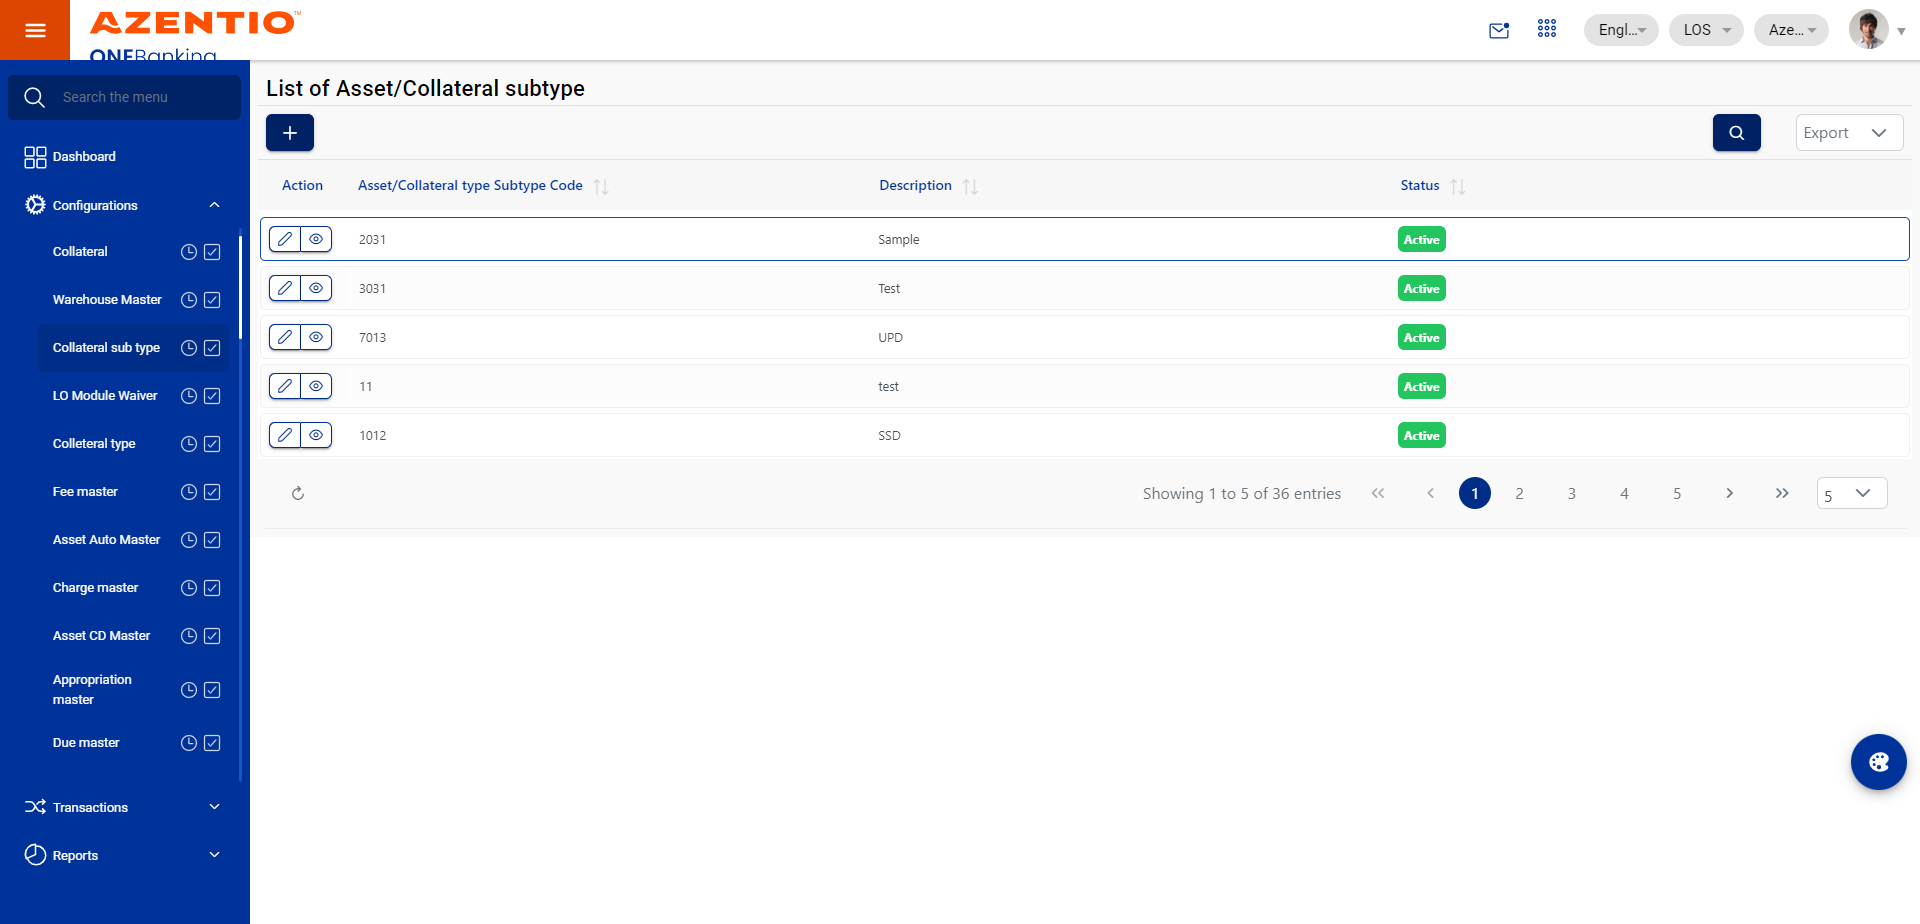 AZENTIO™
ONEBanking
Engl...
LOS
Aze...
Search the menu
Dashboard
Configurations
Collateral
Warehouse Master
Collateral sub type
LO Module Waiver
Colleteral type
Fee master
Asset Auto Master
Charge master
Asset CD Master
Appropriation
master
Due master
Transactions
Reports
List of Asset/Collateral subtype
Export
Action Asset/Collateral type Subtype Code Description Status
2031 Sample Active
3031 Test Active
7013 UPD Active
11 test Active
1012 SSD Active
Showing 1 to 5 of 36 entries 1 2 3 4 5 5